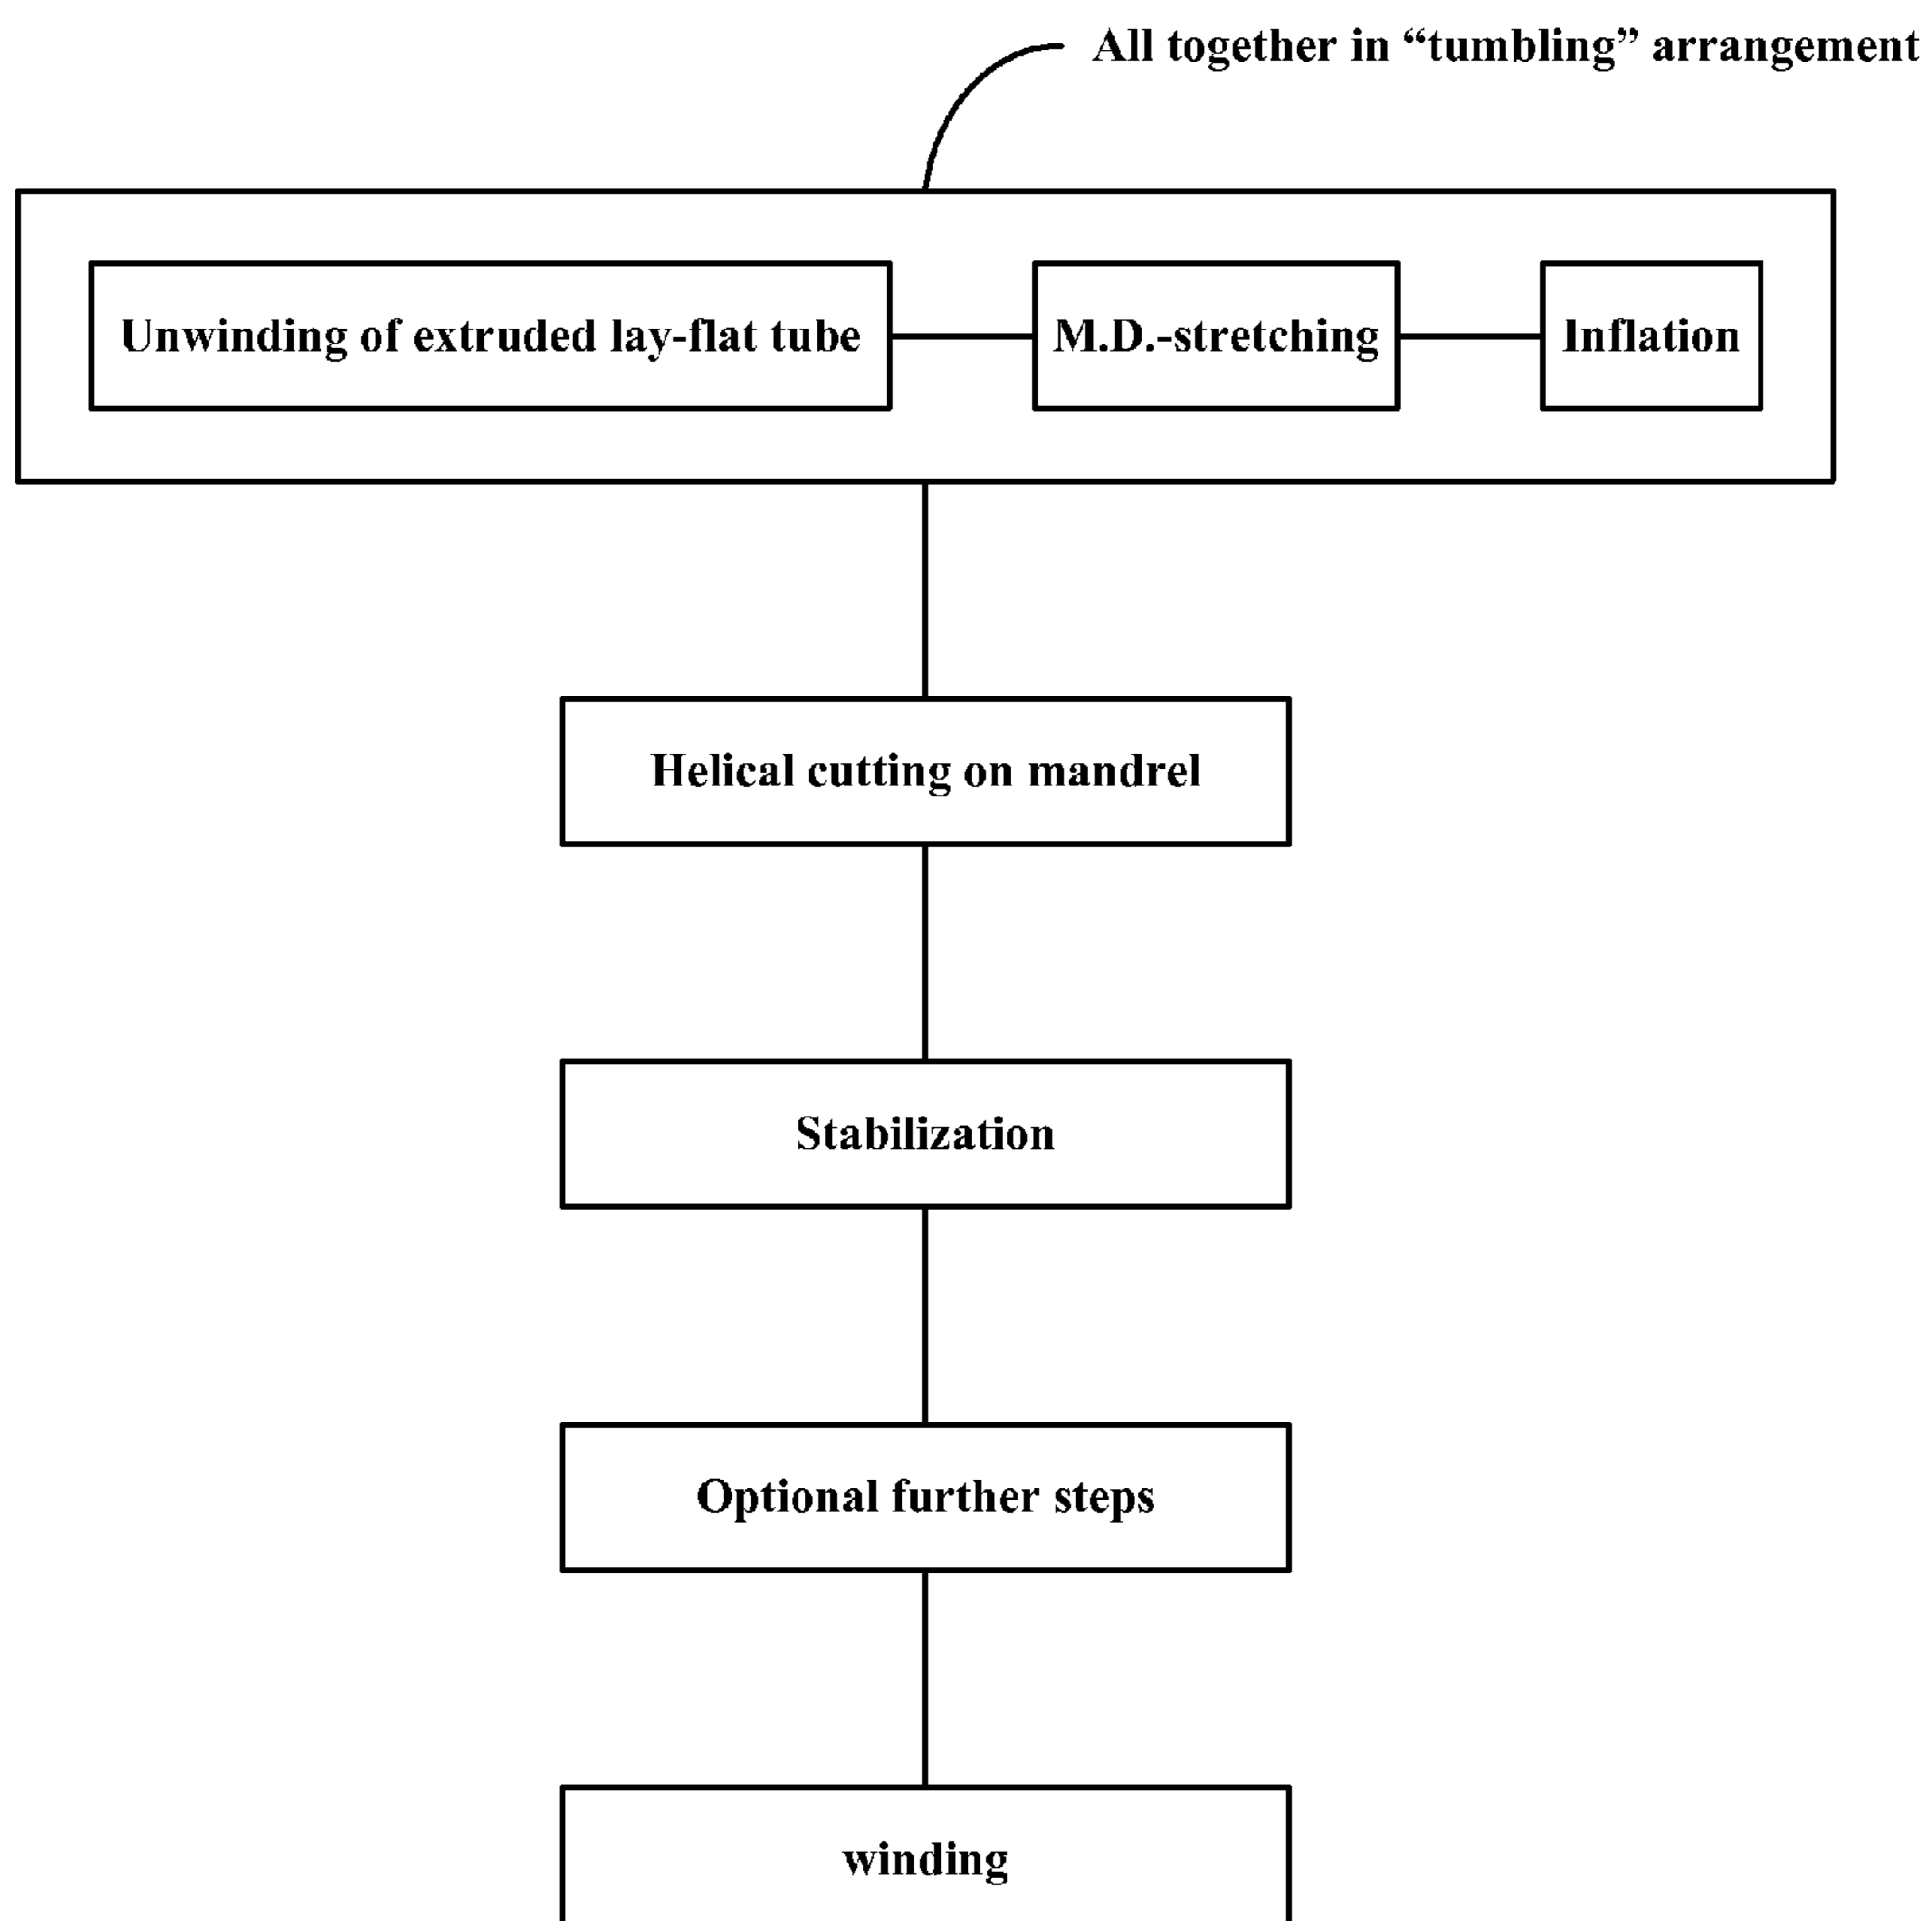 All together in “tumbling” arrangement
Unwinding of extruded lay-flat tube
M.D.-stretching
Inflation
Helical cutting on mandrel
Stabilization
Optional further steps
winding